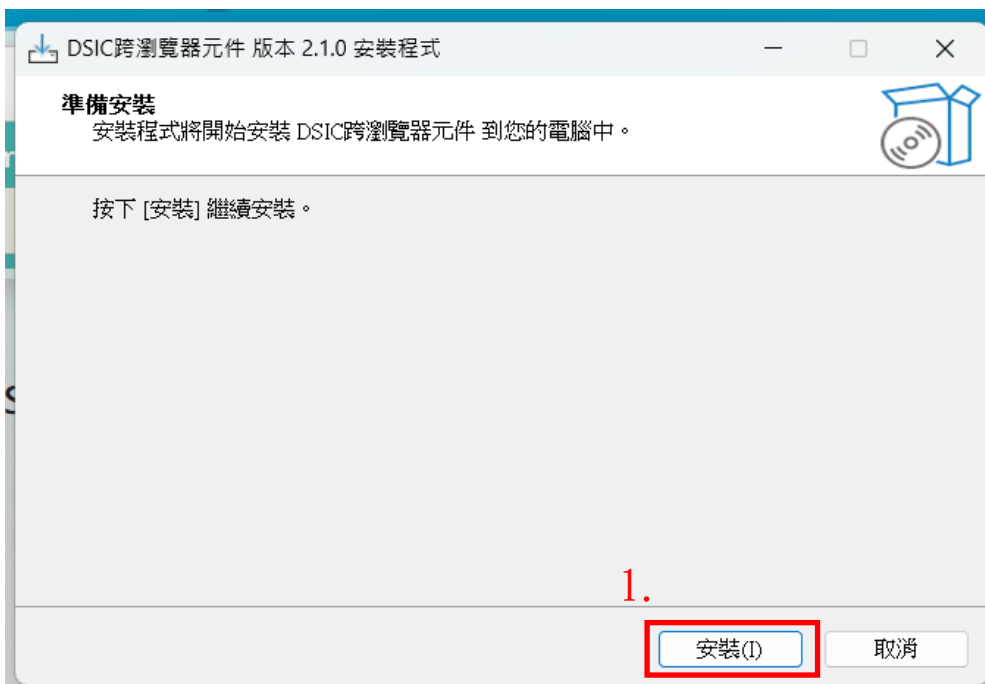 DSIC跨瀏覽器元件 版本 2.1.0 安裝程式
準備安裝
安裝程式將開始安裝 DSIC跨瀏覽器元件 到您的電腦中。
按下 [安裝] 繼續安裝。
1.
安裝(I)
取消